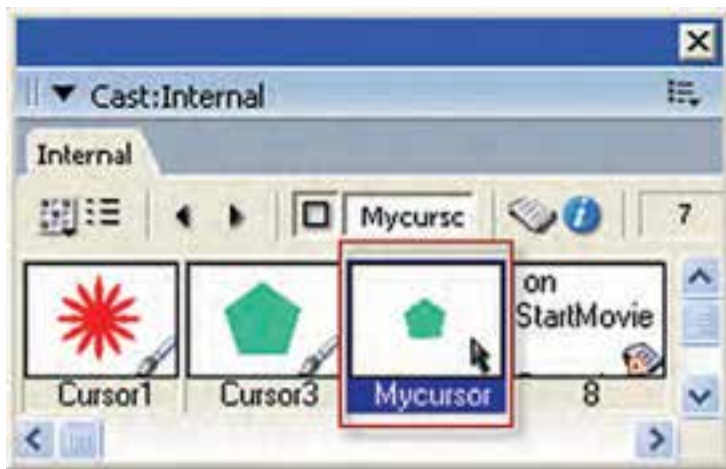 Cast:Internal
Internal
Mycursc
7
on
StartMovie
Cursor1
Cursor3
Mycursor
8